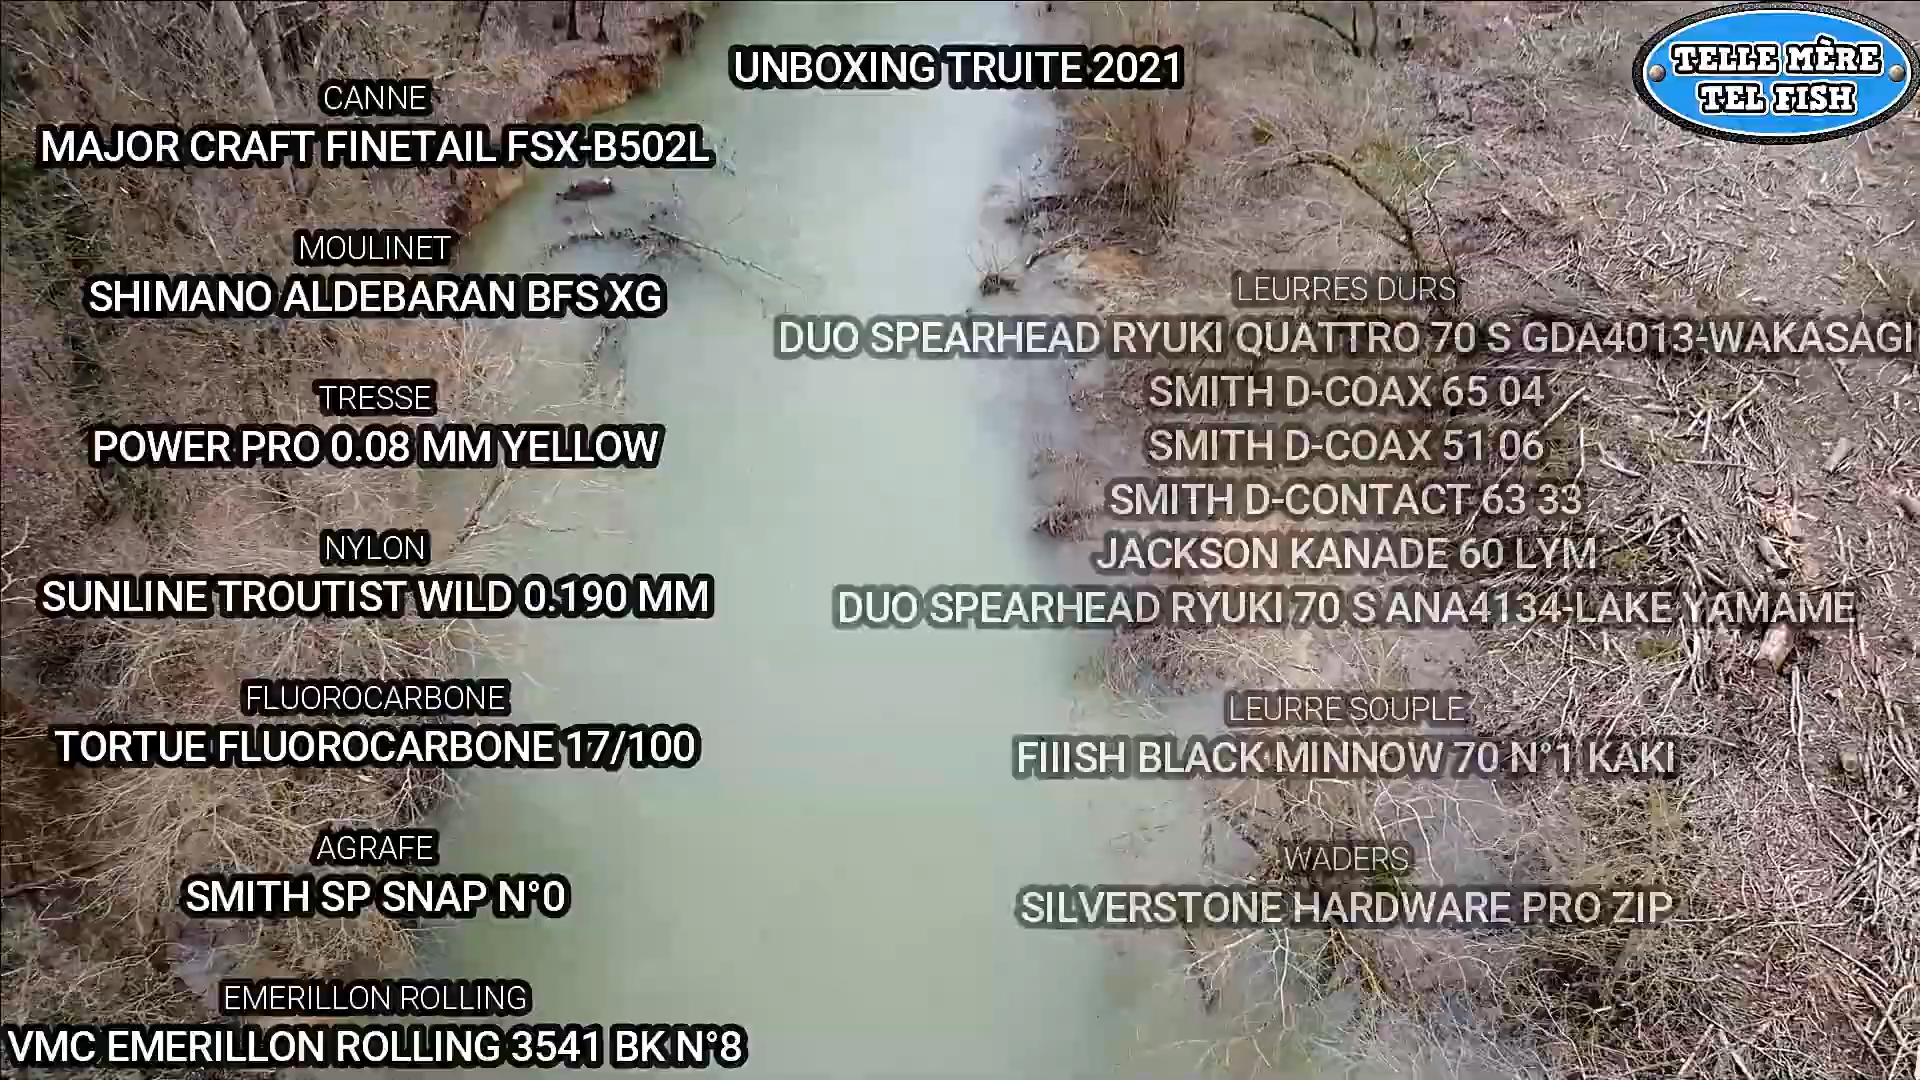 UNBOXING TRUITE 2021
TELLE MÈRE
TEL FISH
CANNE
MAJOR CRAFT FINETAIL FSX-B502L
MOULINET
SHIMANO ALDEBARAN BFS XG
TRESSE
POWER PRO 0.08 MM YELLOW
NYLON
SUNLINE TROUTIST WILD 0.190 MM
FLUOROCARBONE
TORTUE FLUOROCARBONE 17/100
AGRAFE
SMITH SP SNAP N°0
EMERILLON ROLLING
VMC EMERILLON ROLLING 3541 BK N°8
LEURRES DURS
DUO SPEARHEAD RYUKI QUATTRO 70 S GDA4013-WAKASAGI
SMITH D-COAX 65 04
SMITH D-COAX 51 06
SMITH D-CONTACT 63 33
JACKSON KANADE 60 LYM
DUO SPEARHEAD RYUKI 70 S ANA4134-LAKE YAMAME
LEURRE SOUPLE
FIIISH BLACK MINNOW 70 N°1 KAKI
WADERS
SILVERSTONE HARDWARE PRO ZIP